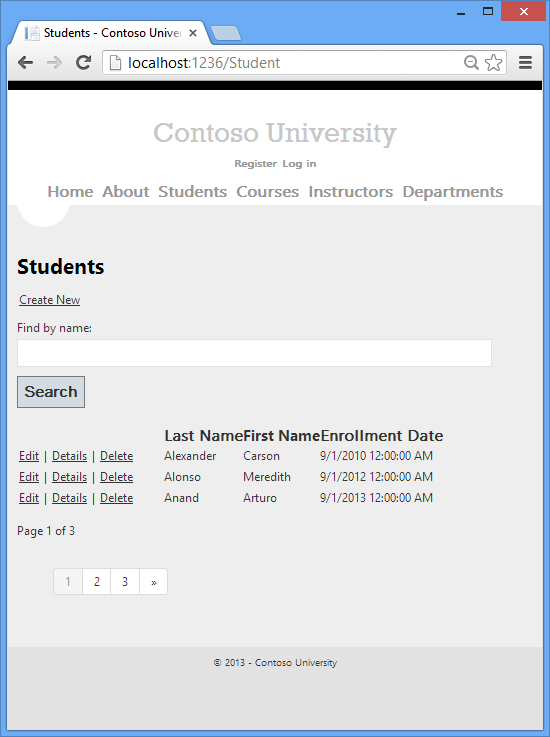 Students - Contoso Univer
localhost:1236/Student
Contoso University
Register Log in
Home About Students Courses Instructors Departments
Students
Create New
Find by name:
Search
Last Name First Name Enrollment Date
Edit | Details | Delete Alexander Carson 9/1/2010 12:00:00 AM
Edit | Details | Delete Alonso Meredith 9/1/2012 12:00:00 AM
Edit | Details | Delete Anand Arturo 9/1/2013 12:00:00 AM
Page 1 of 3
1 2 3 »
© 2013 - Contoso University